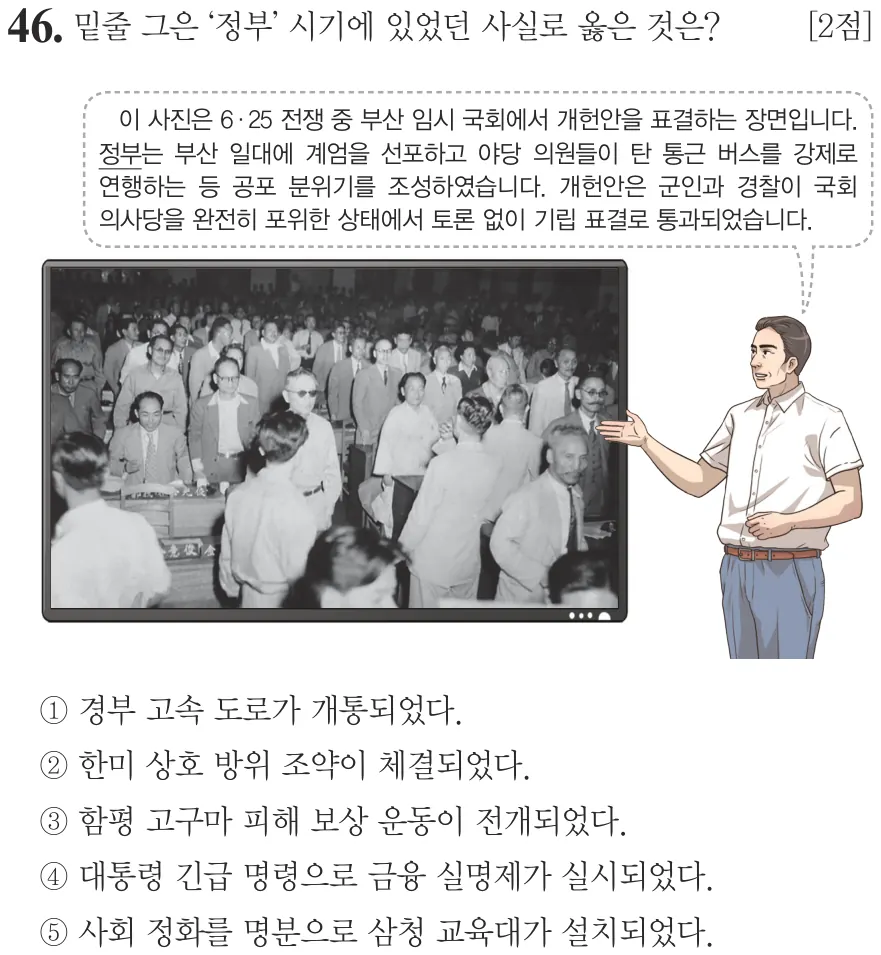 46. 밑줄 그은 ‘정부’ 시기에 있었던 사실로 옳은 것은? [2점]
이 사진은 6·25 전쟁 중 부산 임시 국회에서 개헌안을 표결하는 장면입니다.
정부는 부산 일대에 계엄을 선포하고 야당 의원들이 탄 통근 버스를 강제로
연행하는 등 공포 분위기를 조성하였습니다. 개헌안은 군인과 경찰이 국회
의사당을 완전히 포위한 상태에서 토론 없이 기립 표결로 통과되었습니다.
① 경부 고속 도로가 개통되었다.
② 한미 상호 방위 조약이 체결되었다.
③ 함평 고구마 피해 보상 운동이 전개되었다.
④ 대통령 긴급 명령으로 금융 실명제가 실시되었다.
⑤ 사회 정화를 명분으로 삼청 교육대가 설치되었다.